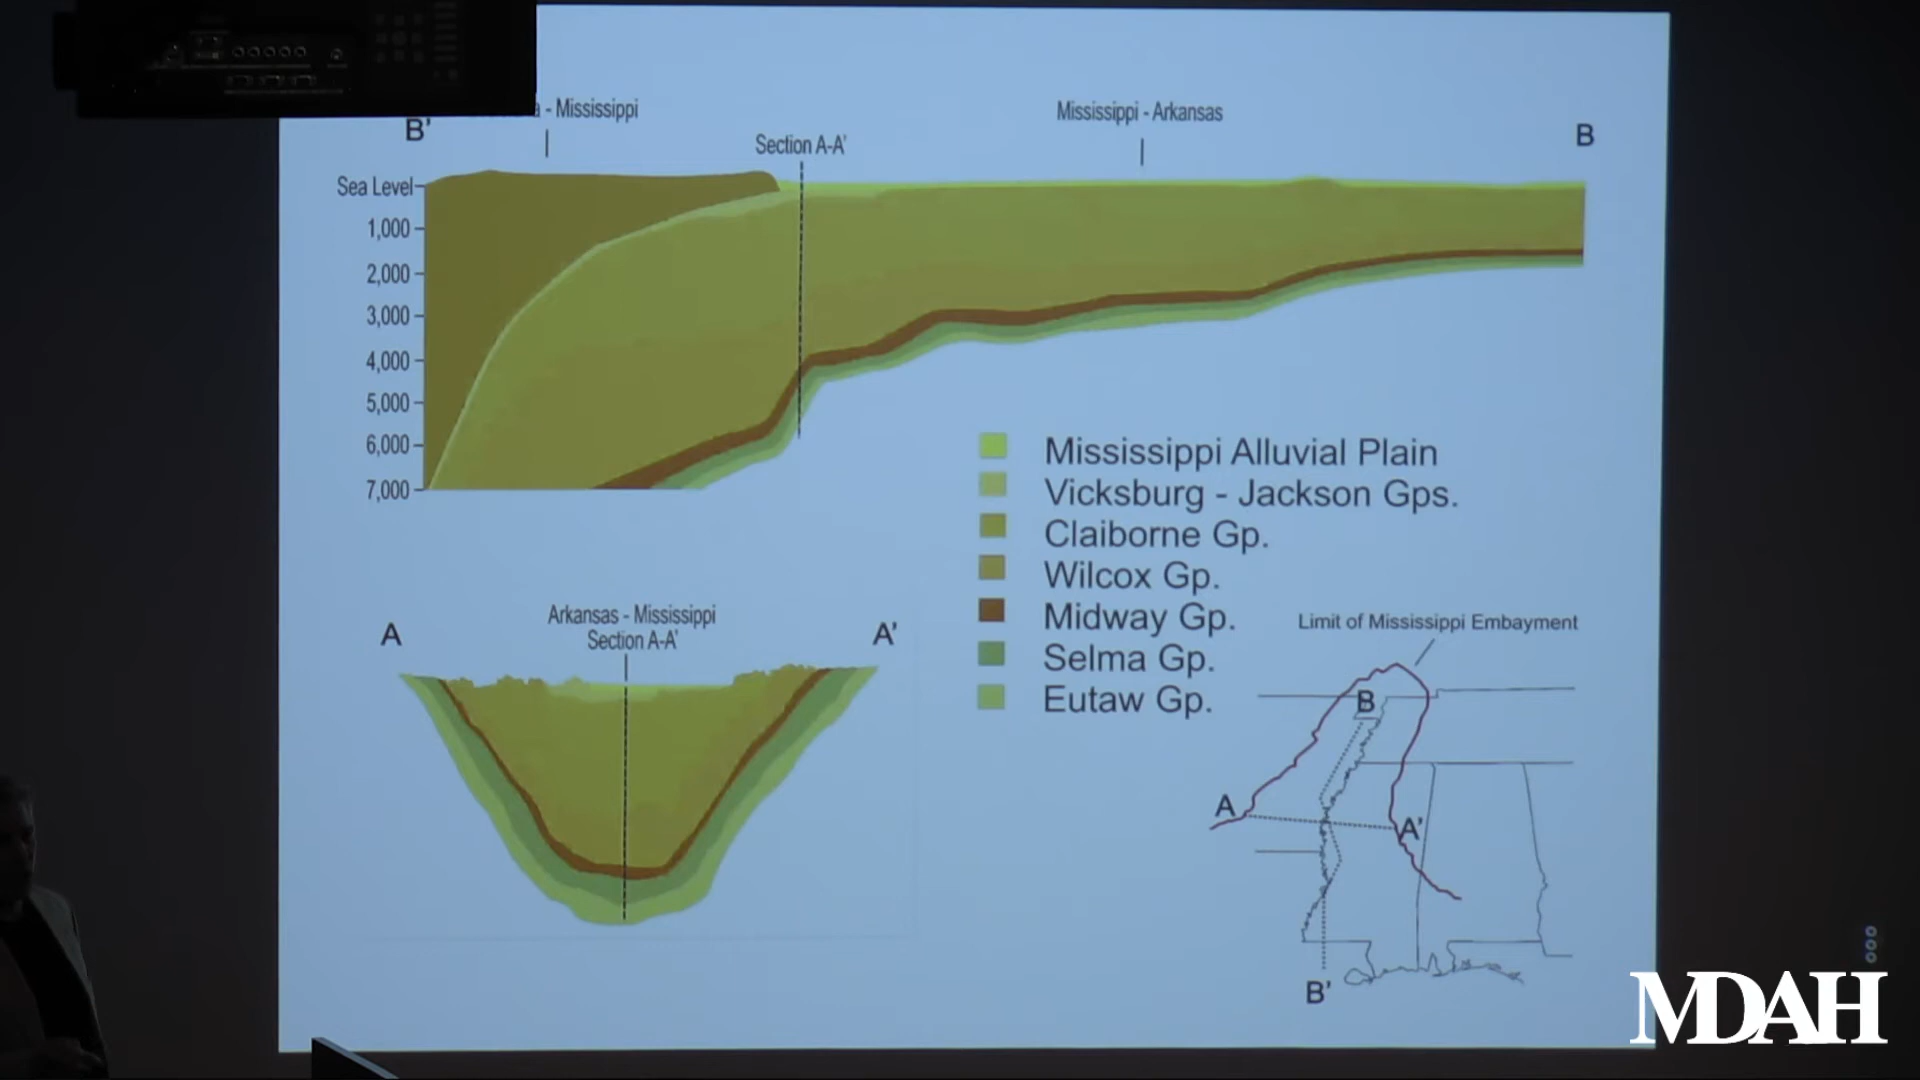 a - Mississippi
Mississippi - Arkansas
B'
Section A-A'
B
Sea Level
1,000
2,000
3,000
4,000
5,000
6,000
7,000
Mississippi Alluvial Plain
Vicksburg - Jackson Gps.
Claiborne Gp.
Wilcox Gp.
Midway Gp.
Selma Gp.
Eutaw Gp.
Arkansas - Mississippi
Section A-A'
A
A'
Limit of Mississippi Embayment
B
A
A'
B'
MDAH